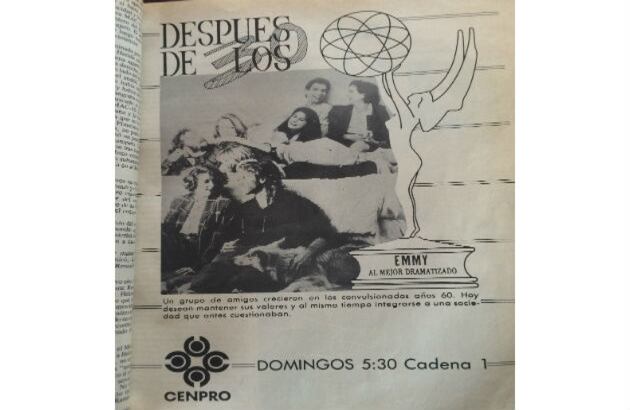 DESPUES
DE LOS
30
EMMY
AL MEJOR DRAMATIZADO
Un grupo de amigos crecieron en los convulsionados años 60. Hoy
desean mantener sus valores y al mismo tiempo integrarse a una socie-
dad que antes cuestionaban.
DOMINGOS 5:30 Cadena 1
CENPRO